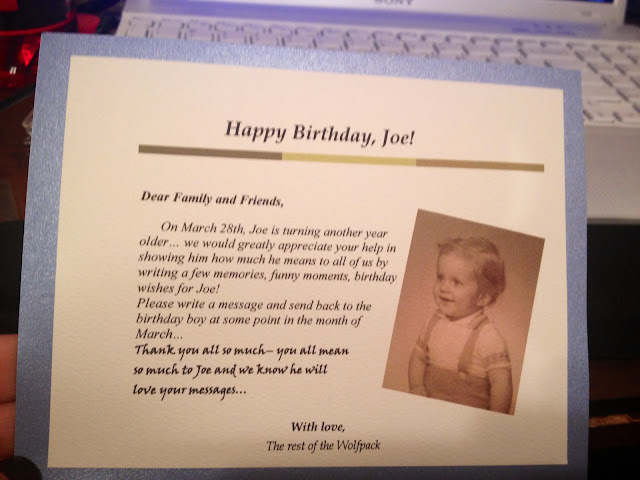 SONY
Happy Birthday, Joe!
Dear Family and Friends,
On March 28th, Joe is turning another year
older... we would greatly appreciate your help in
showing him how much he means to all of us by
writing a few memories, funny moments, birthday
wishes for Joe!
Please write a message and send back to the
birthday boy at some point in the month of
March...
Thank you all so much– you all mean
so much to Joe and we know he will
love your messages...
With love,
The rest of the Wolfpack